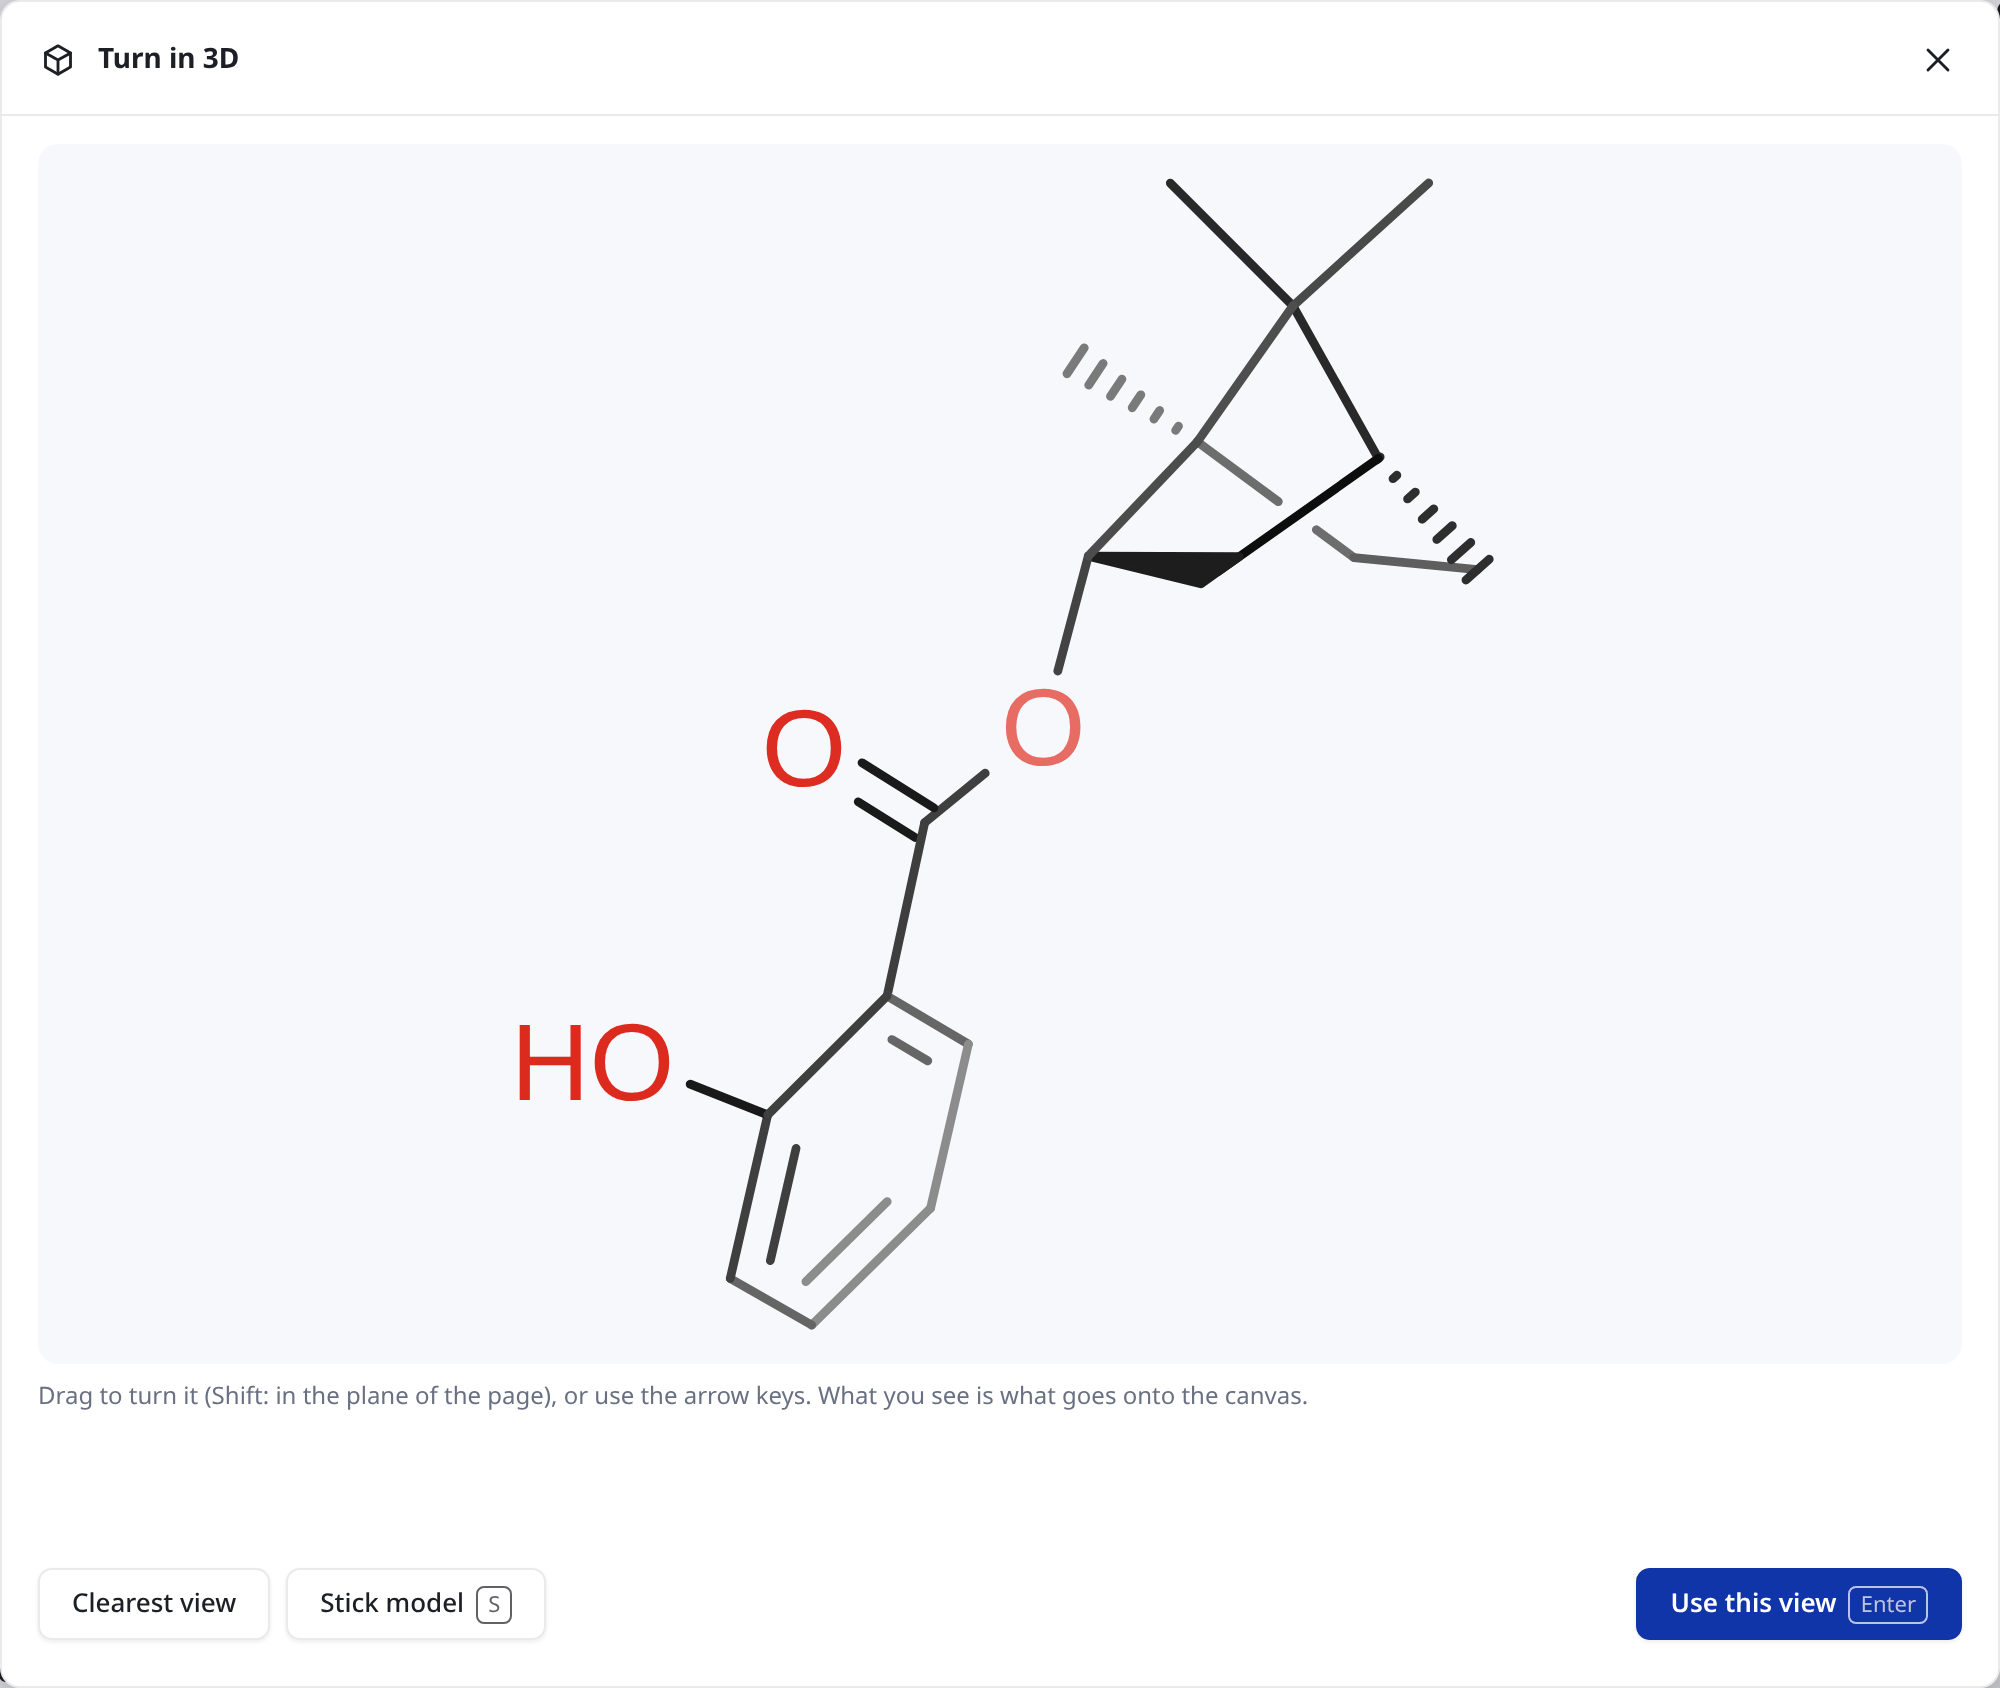 Turn in 3D
O
O
HO
Drag to turn it (Shift: in the plane of the page), or use the arrow keys. What you see is what goes onto the canvas.
Clearest view
Stick model S
Use this view Enter